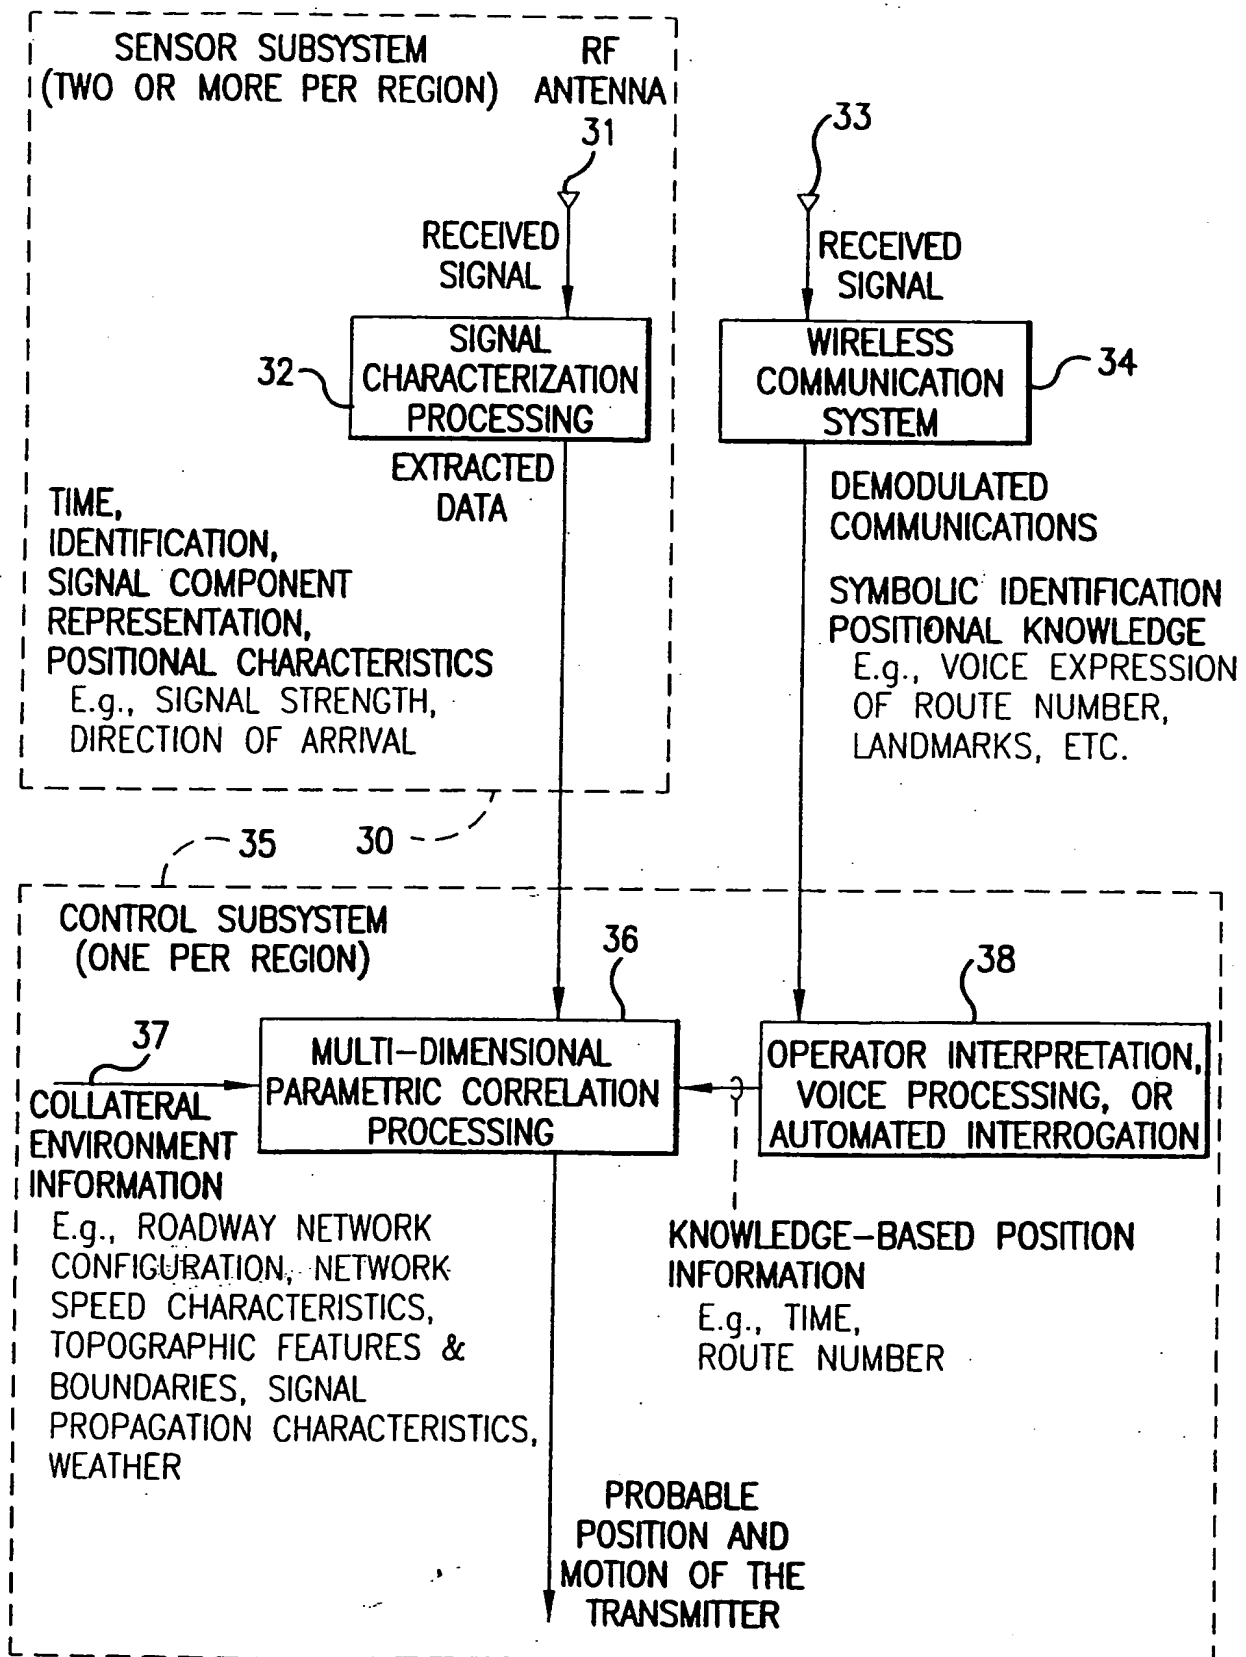 SENSOR SUBSYSTEM
(TWO OR MORE PER REGION)
RF
ANTENNA
31
33
RECEIVED
SIGNAL
RECEIVED
SIGNAL
32
SIGNAL
CHARACTERIZATION
PROCESSING
WIRELESS
COMMUNICATION
SYSTEM
34
EXTRACTED
DATA
TIME,
IDENTIFICATION,
SIGNAL COMPONENT
REPRESENTATION,
POSITIONAL CHARACTERISTICS
E.g., SIGNAL STRENGTH,
DIRECTION OF ARRIVAL
DEMODULATED
COMMUNICATIONS
SYMBOLIC IDENTIFICATION
POSITIONAL KNOWLEDGE
E.g., VOICE EXPRESSION
OF ROUTE NUMBER,
LANDMARKS, ETC.
35
30
CONTROL SUBSYSTEM
(ONE PER REGION)
36
38
37
MULTI-DIMENSIONAL
PARAMETRIC CORRELATION
PROCESSING
OPERATOR INTERPRETATION,
VOICE PROCESSING, OR
AUTOMATED INTERROGATION
COLLATERAL
ENVIRONMENT
INFORMATION
E.g., ROADWAY NETWORK
CONFIGURATION, NETWORK
SPEED CHARACTERISTICS,
TOPOGRAPHIC FEATURES &
BOUNDARIES, SIGNAL
PROPAGATION CHARACTERISTICS,
WEATHER
KNOWLEDGE-BASED POSITION
INFORMATION
E.g., TIME,
ROUTE NUMBER
PROBABLE
POSITION AND
MOTION OF THE
TRANSMITTER